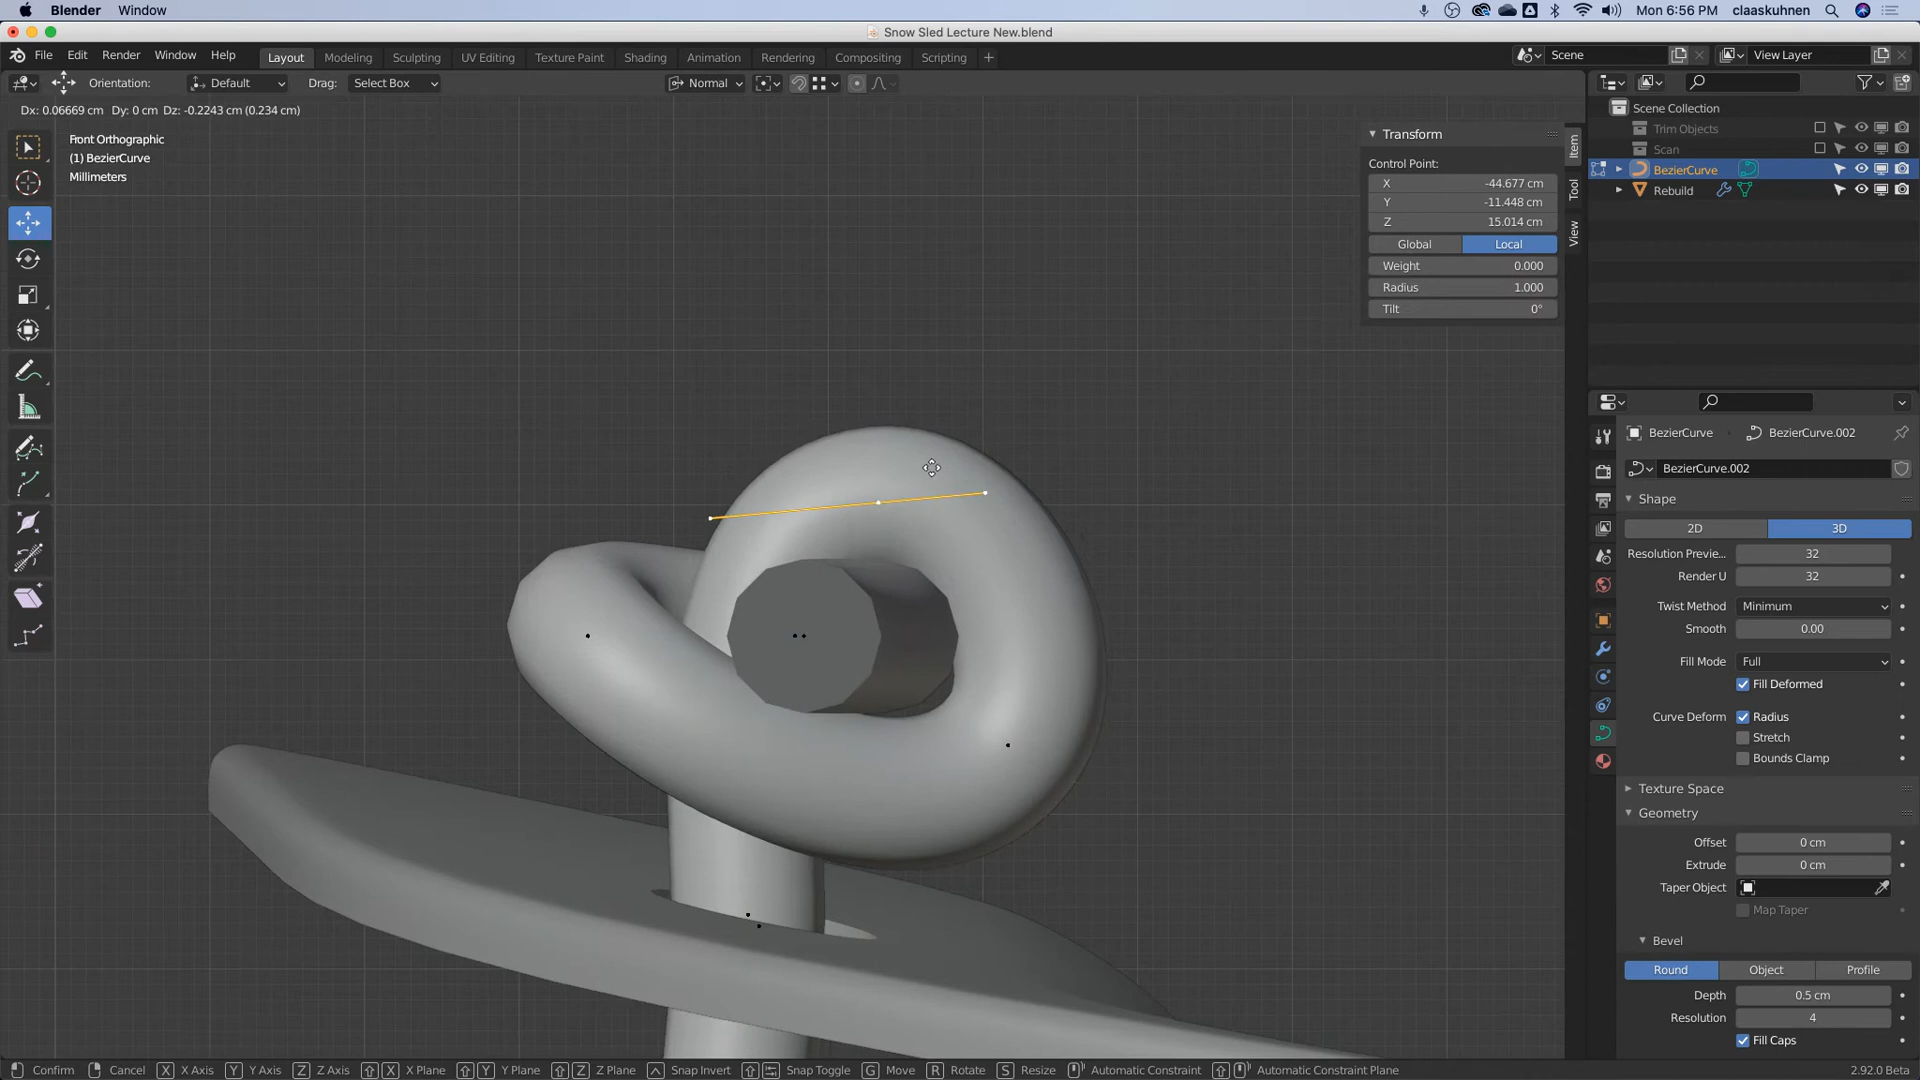 Blender Window
Mon 6:56 PM claaskuhnen
Snow Sled Lecture New.blend
File Edit Render Window Help Layout Modeling Sculpting UV Editing Texture Paint Shading Animation Rendering Compositing Scripting + Scene View Layer
Orientation: Default Drag: Select Box Normal
Dx: 0.06669 cm Dy: 0 cm Dz: -0.2243 cm (0.234 cm)
Front Orthographic
(1) BezierCurve
Millimeters
Transform
Control Point:
X -44.677 cm
Y -11.448 cm
Z 15.014 cm
Global Local
Weight 0.000
Radius 1.000
Tilt 0°
Item
Tool
View
Scene Collection
Trim Objects
Scan
BezierCurve
Rebuild
BezierCurve BezierCurve.002
BezierCurve.002
Shape
2D 3D
Resolution Previe... 32
Render U 32
Twist Method Minimum
Smooth 0.00
Fill Mode Full
Fill Deformed
Curve Deform Radius
Stretch
Bounds Clamp
Texture Space
Geometry
Offset 0 cm
Extrude 0 cm
Taper Object
Map Taper
Bevel
Round Object Profile
Depth 0.5 cm
Resolution 4
Fill Caps
Confirm Cancel X X Axis Y Y Axis Z Z Axis X X Plane Y Y Plane Z Z Plane Snap Invert Snap Toggle G Move R Rotate S Resize Automatic Constraint Automatic Constraint Plane 2.92.0 Beta